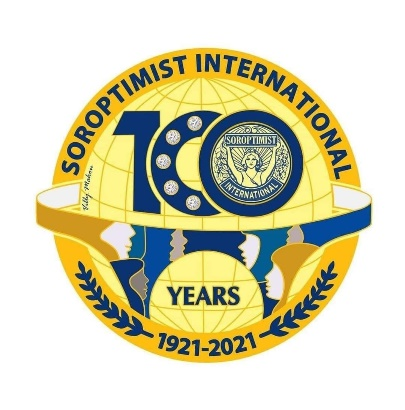 SOROPTIMIST INTERNATIONAL
100
SOROPTIMIST
INTERNATIONAL
YEARS
1921-2021